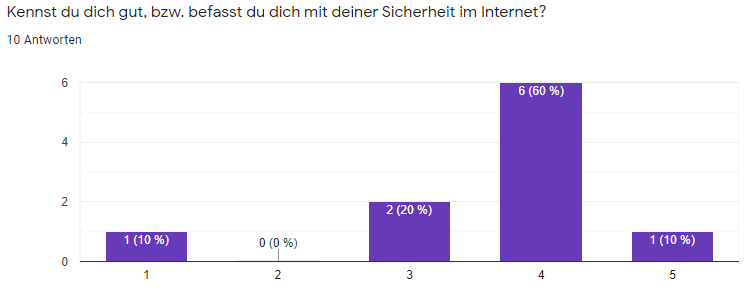 Kennst du dich gut, bzw. befasst du dich mit deiner Sicherheit im Internet?
10 Antworten
6
4
2
0
1 (10 %)
0 (0 %)
2 (20 %)
6 (60 %)
1 (10 %)
1
2
3
4
5